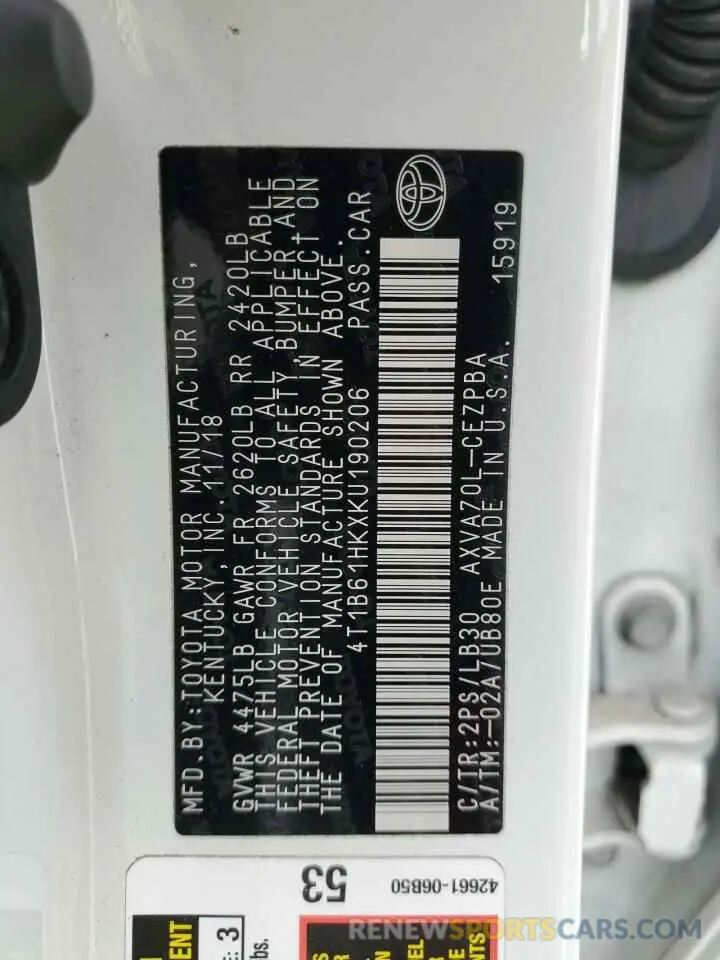 MFD.BY:TOYOTA MOTOR MANUFACTURING,
KENTUCKY,INC.11/18
GVWR 4475LB GAWR FR 2620LB RR 2420LB
THIS VEHICLE CONFORMS TO ALL APPLICABLE
FEDERAL MOTOR VEHICLE SAFETY,BUMPER,AND
THEFT PREVENTION STANDARDS IN EFFECT ON
THE DATE OF MANUFACTURE SHOWN ABOVE.
4T1B61HKXKU190206 PASS.CAR
C/TR:2PS/LB30 AXVA70L-CEZPBA
A/TM:-02A/UB80E MADE IN U.S.A. 15919
53
42661-06B50
3
lbs.
RENEWSPORTSCARS.COM